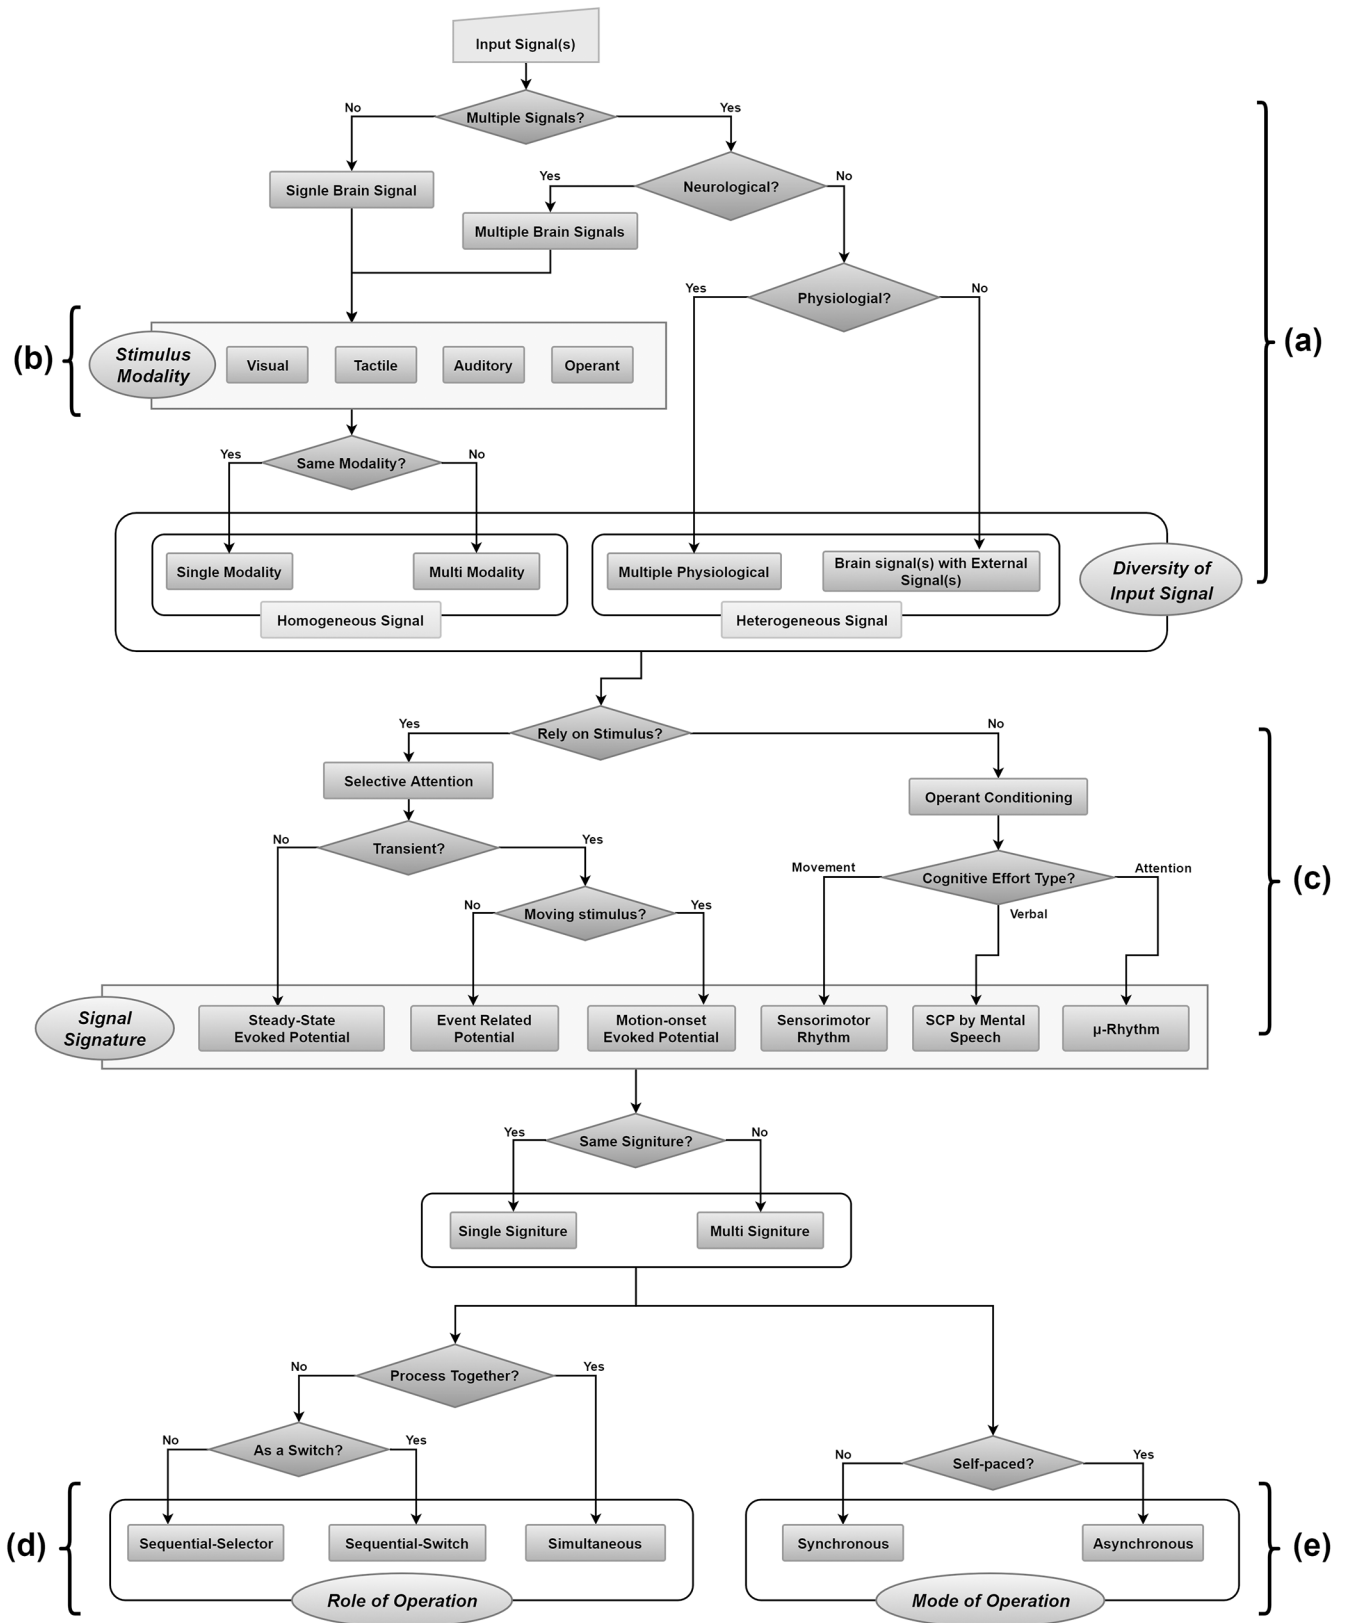 Input Signal(s)
Multiple Signals?
No
Yes
Signle Brain Signal
Neurological?
Yes
No
Multiple Brain Signals
Physiologial?
Yes
No
(a)
(b)
Stimulus
Modality
Visual
Tactile
Auditory
Operant
Same Modality?
Yes
No
Single Modality
Multi Modality
Homogeneous Signal
Multiple Physiological
Brain signal(s) with External
Signal(s)
Heterogeneous Signal
Diversity of
Input Signal
Rely on Stimulus?
Yes
No
Selective Attention
Operant Conditioning
Transient?
No
Yes
Moving stimulus?
No
Yes
Cognitive Effort Type?
Movement
Verbal
Attention
(c)
Signal
Signature
Steady-State
Evoked Potential
Event Related
Potential
Motion-onset
Evoked Potential
Sensorimotor
Rhythm
SCP by Mental
Speech
μ-Rhythm
Same Signiture?
Yes
No
Single Signiture
Multi Signiture
Process Together?
No
Yes
As a Switch?
No
Yes
Self-paced?
No
Yes
(d)
Sequential-Selector
Sequential-Switch
Simultaneous
Role of Operation
Synchronous
Asynchronous
Mode of Operation
(e)